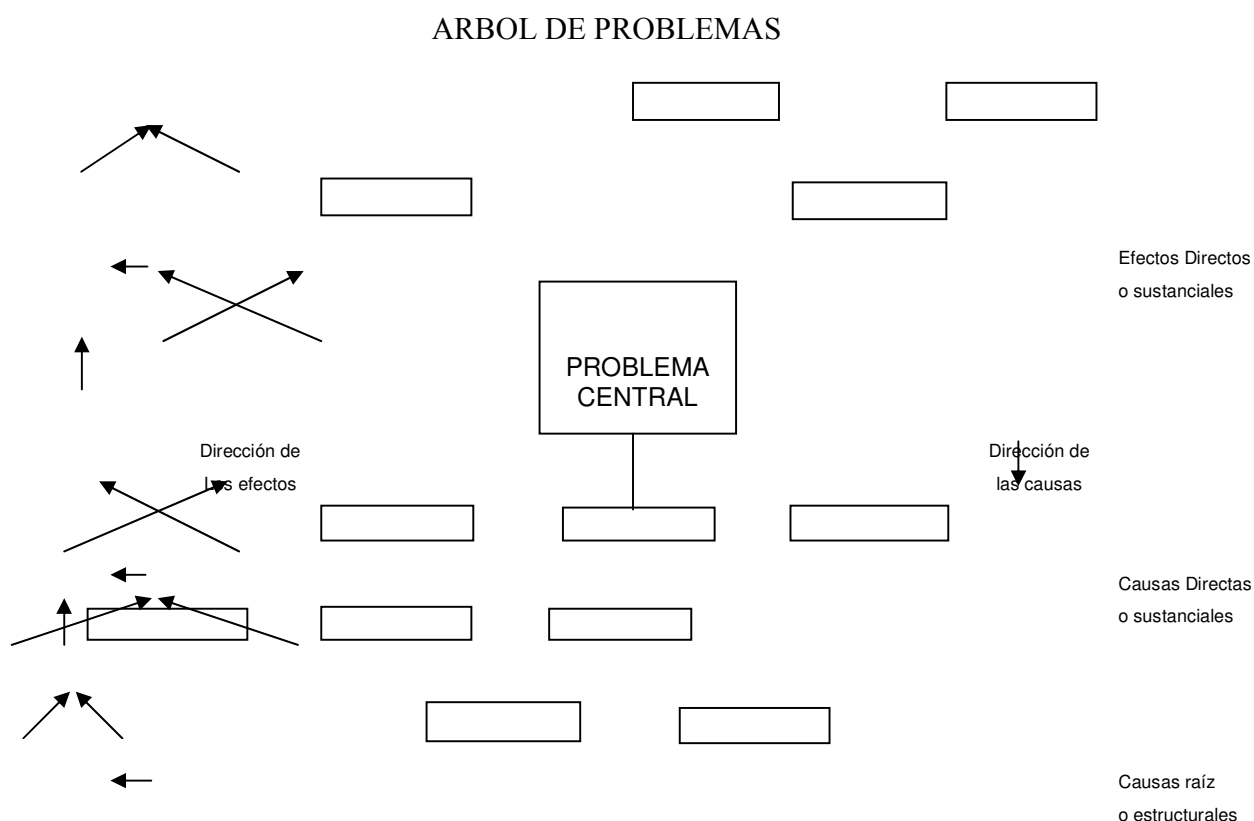 ARBOL DE PROBLEMAS
Efectos Directos
o sustanciales
PROBLEMA
CENTRAL
Dirección de
Los efectos
Dirección de
las causas
Causas Directas
o sustanciales
Causas raíz
o estructurales